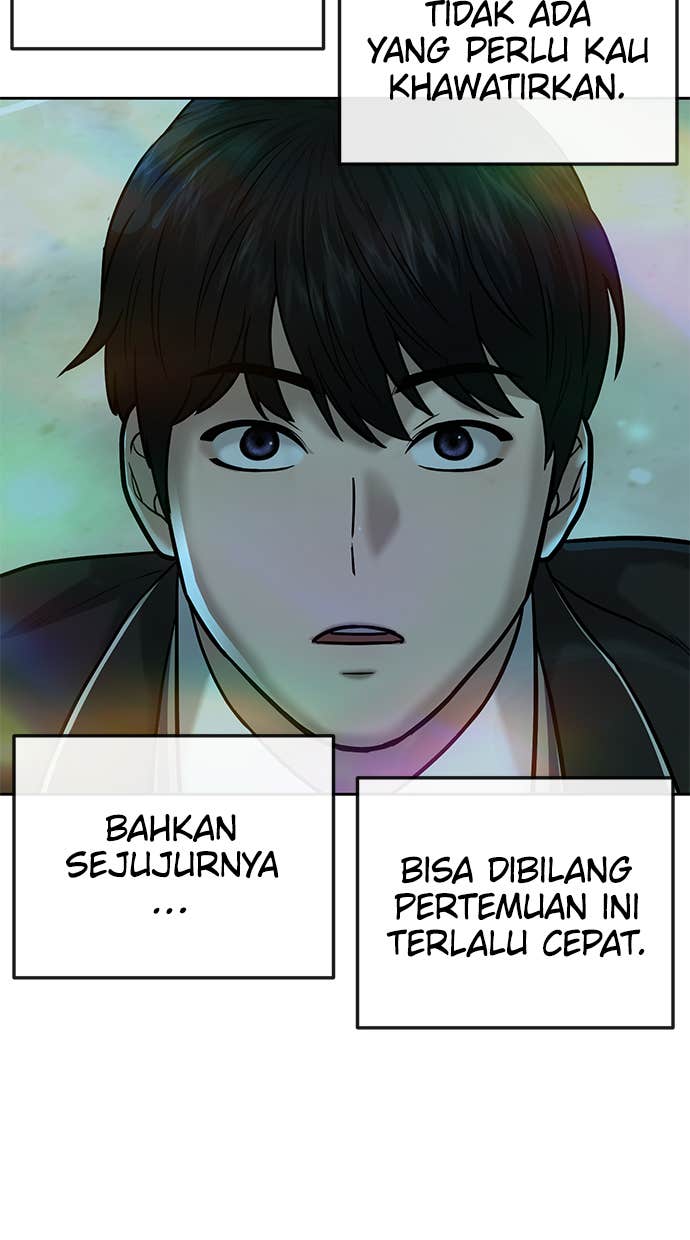 TIDAK ADA
YANG PERLU KAU
KHAWATIRKAN.
BAHKAN
SEJUJURNYA
...
BISA DIBILANG
PERTEMUAN INI
TERLALU CEPAT.